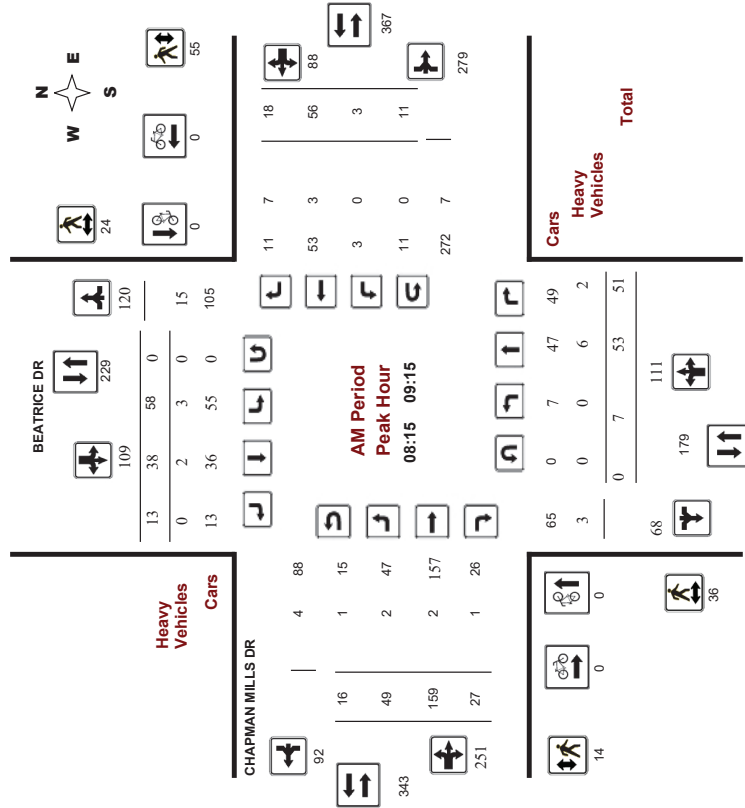 N
W E
S
24
55
0
0
BEATRICE DR
229
109
120
13 38 58 0
0 2 3 0 15
13 36 55 0 105
Heavy
Vehicles
Cars
367
88
279
11 7 18
53 3 56
3 0 3
11 0 11
272 7
AM Period
Peak Hour
08:15 09:15
CHAPMAN MILLS DR
92
4 88
343
16 1 15
49 2 47
159 2 157
27 1 26
251
Cars
Heavy
Vehicles
Total
65 0 7 47 49
3 0 0 6 2
0 7 53 51
68
111
179
0
0
14
36